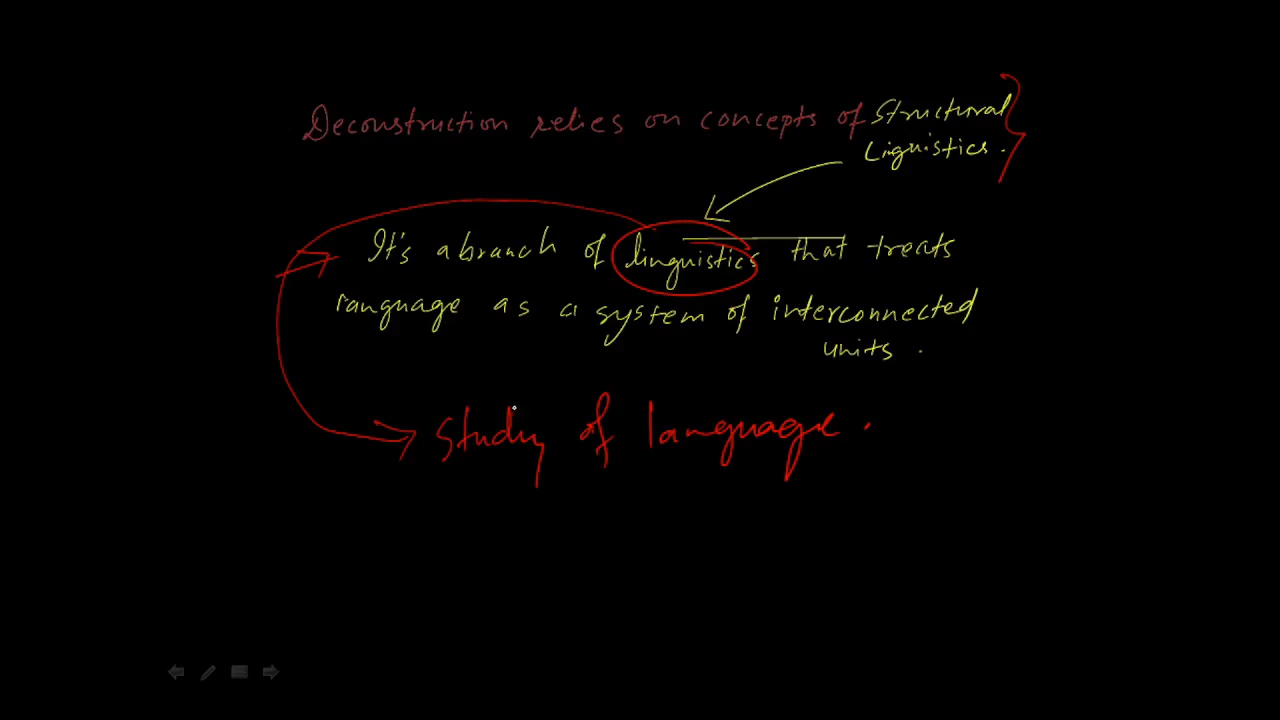 Deconstruction relies on concepts of Structural
Liguistics.
It's a branch of linguistics that treats
language as a system of interconnected
units.
Study of language.